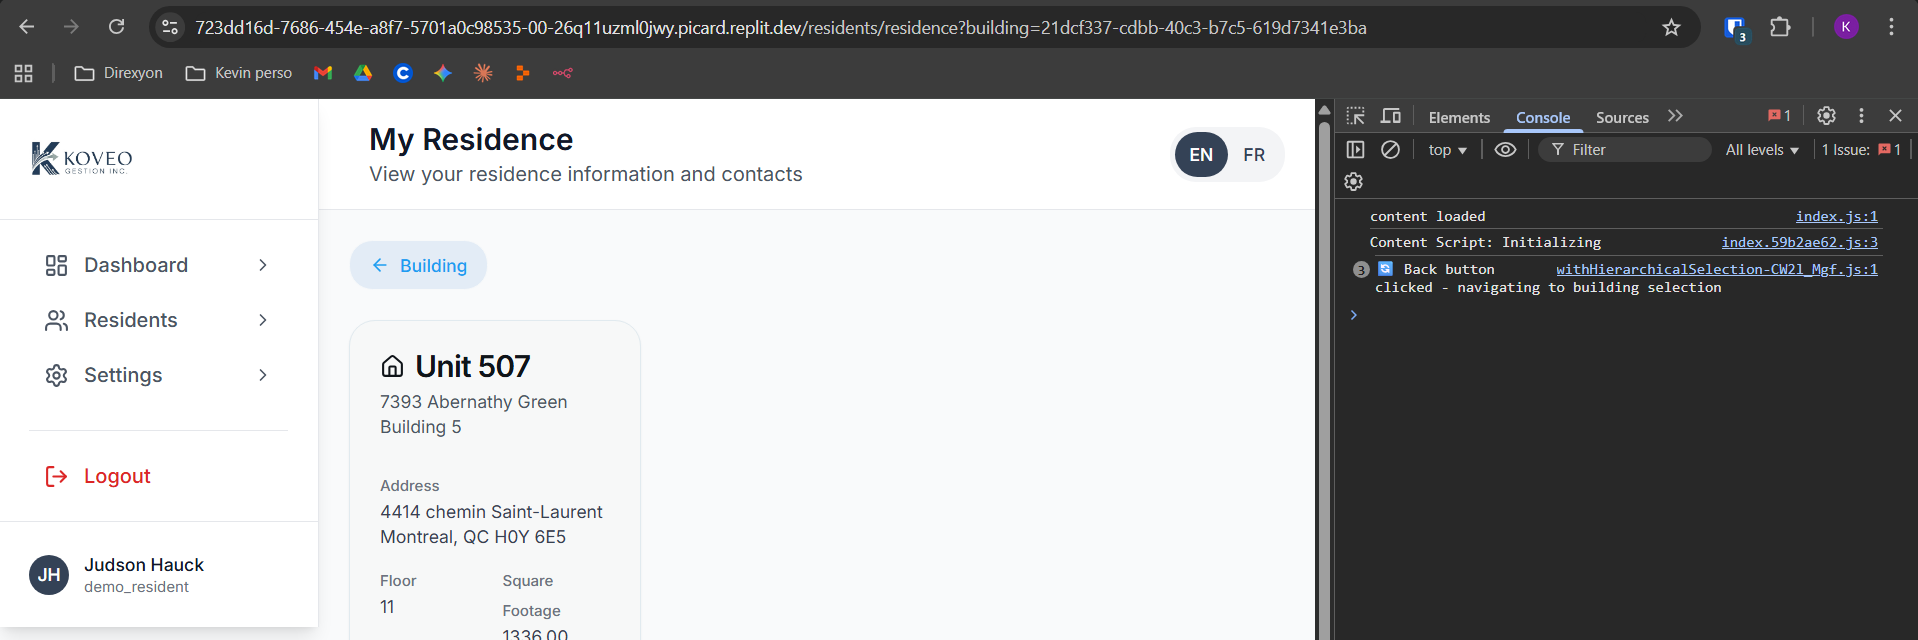 723dd16d-7686-454e-a8f7-5701a0c98535-00-26q11uzml0jwy.picard.replit.dev/residents/residence?building=21dcf337-cdbb-40c3-b7c5-619d7341e3ba
3
K
Direxyon
Kevin perso
KOVEO
GESTION INC.
Dashboard
Residents
Settings
Logout
JH
Judson Hauck
demo_resident
My Residence
View your residence information and contacts
EN FR
Building
Unit 507
7393 Abernathy Green
Building 5
Address
4414 chemin Saint-Laurent
Montreal, QC H0Y 6E5
Floor
11
Square
Footage
1336.00
Elements Console Sources 1
top Filter All levels 1 Issue: 1
content loaded index.js:1
Content Script: Initializing index.59b2ae62.js:3
3 Back button withHierarchicalSelection-CW2l_Mgf.js:1
clicked - navigating to building selection